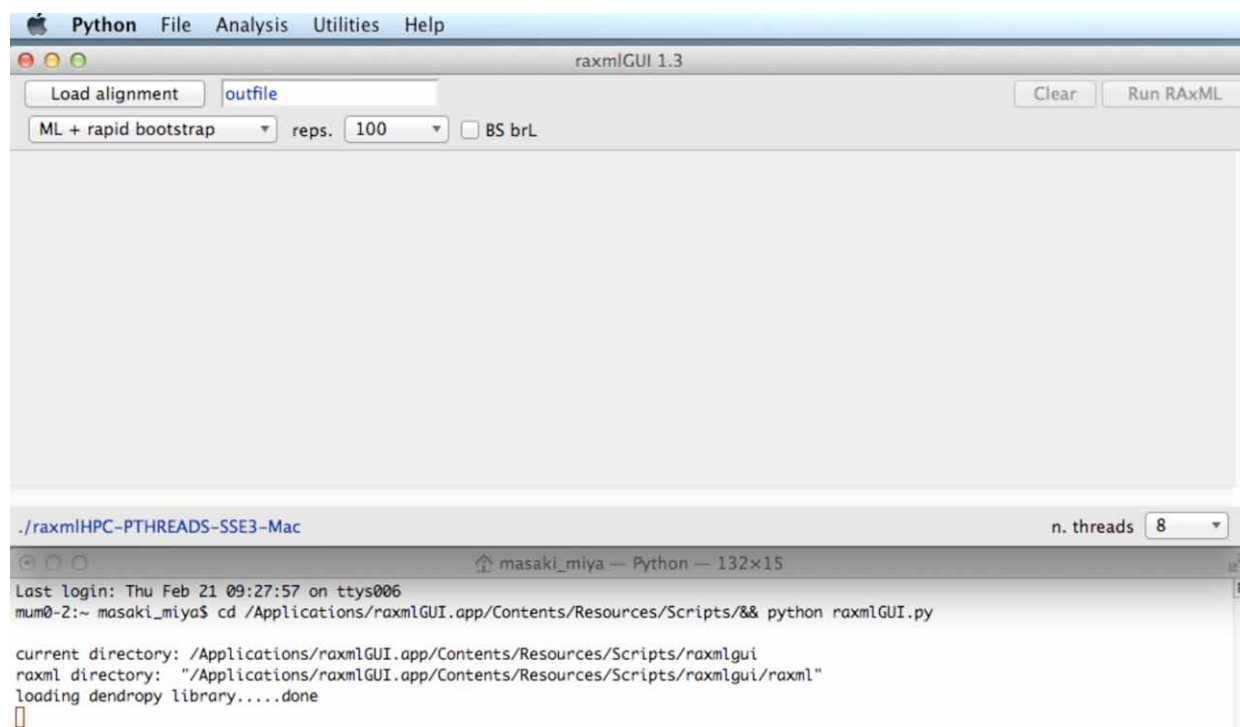 Python File Analysis Utilities Help
raxmlGUI 1.3
Load alignment outfile Clear Run RAxML
ML + rapid bootstrap reps. 100 BS brL
./raxmlHPC-PTHREADS-SSE3-Mac n. threads 8
masaki_miya — Python — 132×15
Last login: Thu Feb 21 09:27:57 on ttys006
mum0-2:~ masaki_miya$ cd /Applications/raxmlGUI.app/Contents/Resources/Scripts/&& python raxmlGUI.py
current directory: /Applications/raxmlGUI.app/Contents/Resources/Scripts/raxmlgui
raxml directory: "/Applications/raxmlGUI.app/Contents/Resources/Scripts/raxmlgui/raxml"
loading dendropy library.....done